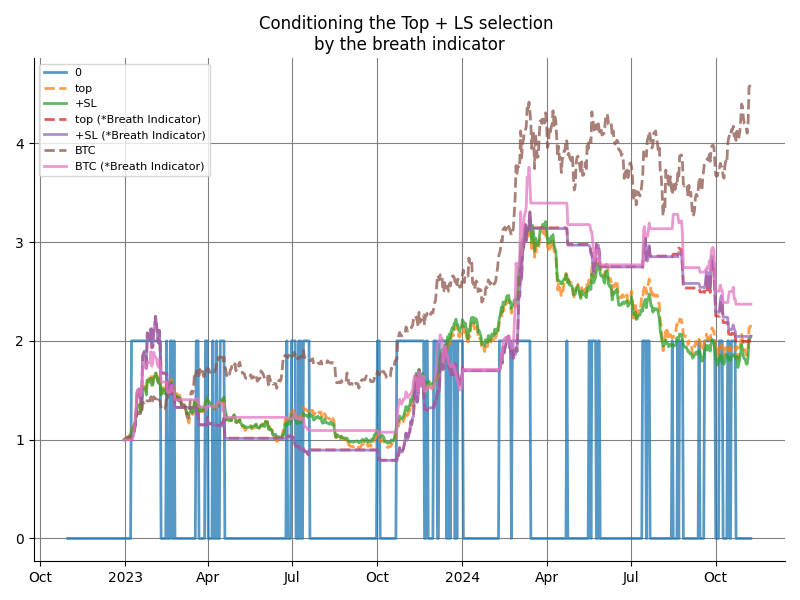 Conditioning the Top + LS selection
by the breath indicator
0
top
+SL
top (*Breath Indicator)
+SL (*Breath Indicator)
BTC
BTC (*Breath Indicator)
4
3
2
1
0
Oct
2023
Apr
Jul
Oct
2024
Apr
Jul
Oct